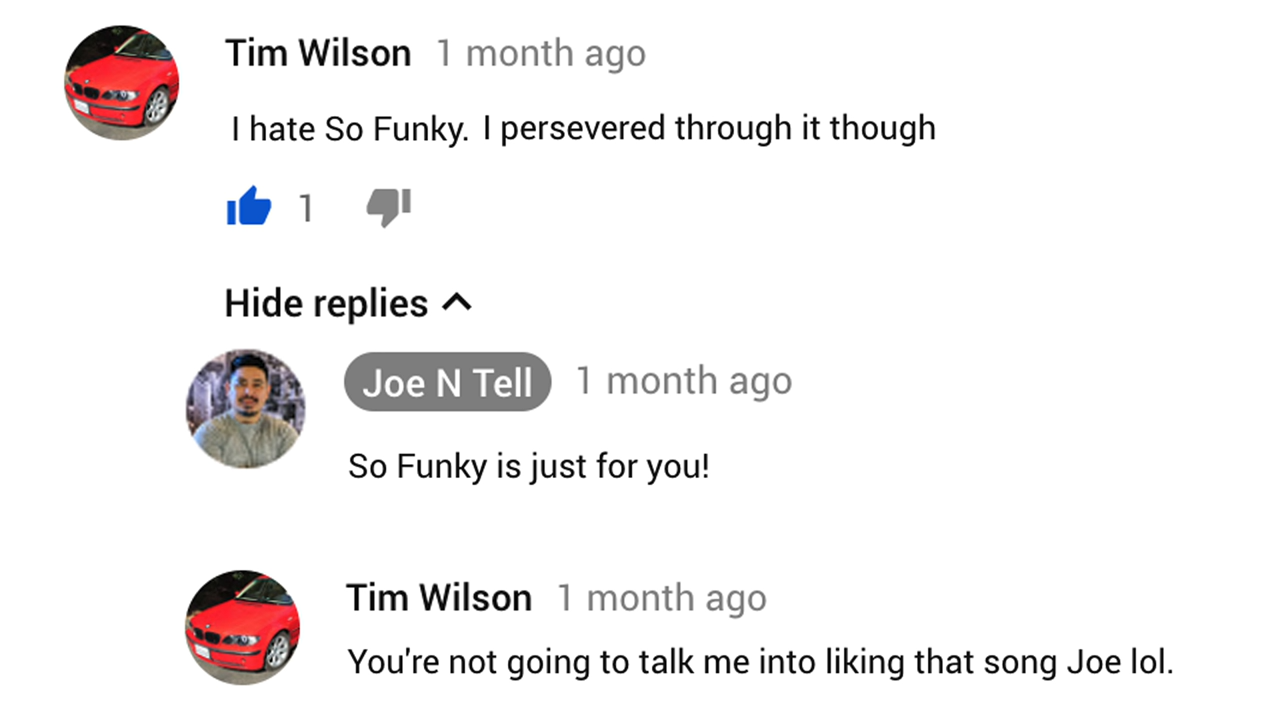 Tim Wilson 1 month ago
I hate So Funky. I persevered through it though
1
Hide replies
Joe N Tell 1 month ago
So Funky is just for you!
Tim Wilson 1 month ago
You're not going to talk me into liking that song Joe lol.